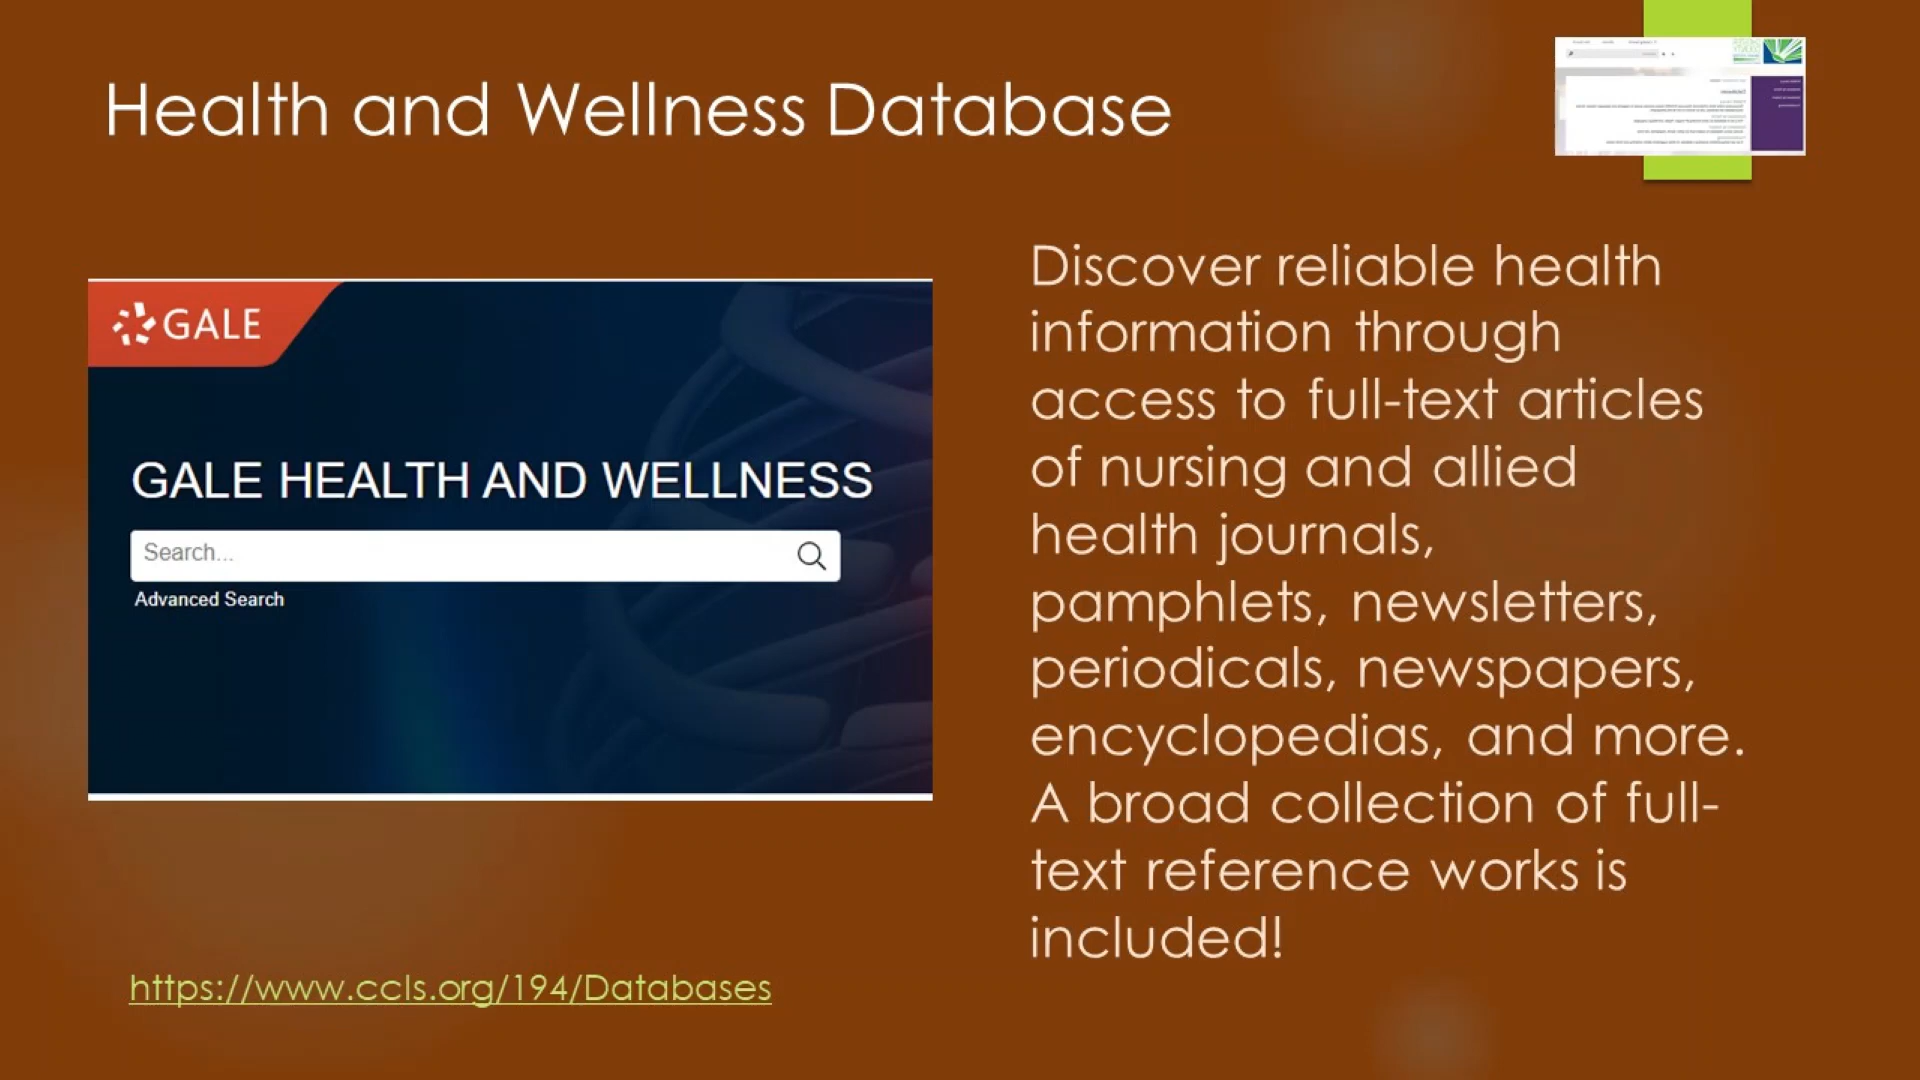 Health and Wellness Database
GALE
GALE HEALTH AND WELLNESS
Search...
Advanced Search
https://www.ccls.org/194/Databases
Discover reliable health
information through
access to full-text articles
of nursing and allied
health journals,
pamphlets, newsletters,
periodicals, newspapers,
encyclopedias, and more.
A broad collection of full-
text reference works is
included!